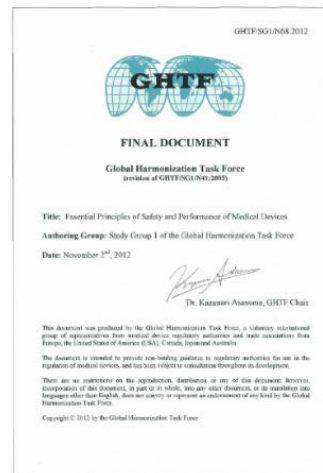 GHTF/SG1/N68:2012
GHTF
FINAL DOCUMENT
Global Harmonization Task Force
(revision of GHTF/SG1/N41:2005)
Title: Essential Principles of Safety and Performance of Medical Devices
Authoring Group: Study Group 1 of the Global Harmonization Task Force
Date: November 2nd, 2012
Dr. Kazunari Asanuma, GHTF Chair
This document was produced by the Global Harmonization Task Force, a voluntary international
group of representatives from medical device regulatory authorities and trade associations from
Europe, the United States of America (USA), Canada, Japan and Australia
The document is intended to provide non-binding guidance to regulatory authorities for use in the
regulation of medical devices, and has been subject to consultation throughout its development.
There are no restrictions on the reproduction, distribution or use of this document; however,
incorporation of this document, in part or in whole, into any other document, or its translation into
languages other than English, does not convey or represent an endorsement of any kind by the Global
Harmonization Task Force.
Copyright © 2012 by the Global Harmonization Task Force